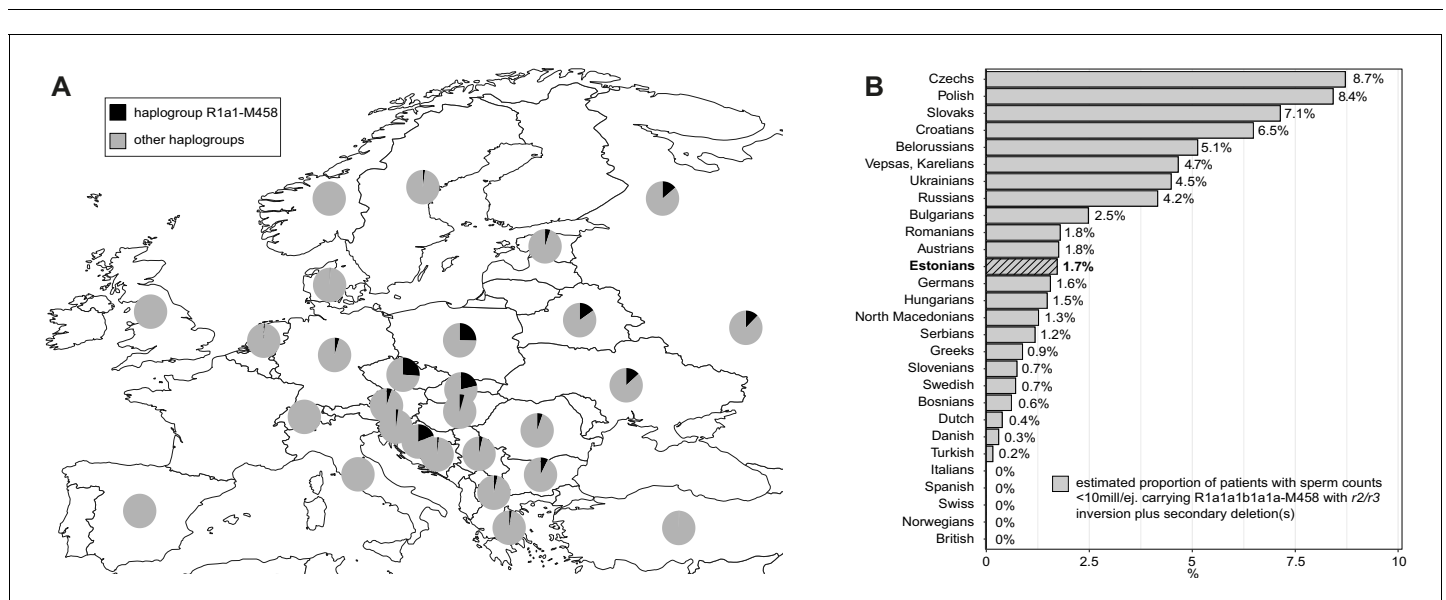 A
haplogroup R1a1-M458
other haplogroups
B
Czechs 8.7%
Polish 8.4%
Slovaks 7.1%
Croatians 6.5%
Belorussians 5.1%
Vepsas, Karelians 4.7%
Ukrainians 4.5%
Russians 4.2%
Bulgarians 2.5%
Romanians 1.8%
Austrians 1.8%
Estonians 1.7%
Germans 1.6%
Hungarians 1.5%
North Macedonians 1.3%
Serbians 1.2%
Greeks 0.9%
Slovenians 0.7%
Swedish 0.7%
Bosnians 0.6%
Dutch 0.4%
Danish 0.3%
Turkish 0.2%
Italians 0%
Spanish 0%
Swiss 0%
Norwegians 0%
British 0%
estimated proportion of patients with sperm counts
<10mill/ej. carrying R1a1a1b1a1a-M458 with r2/r3
inversion plus secondary deletion(s)
0 2.5 5 7.5 10
%